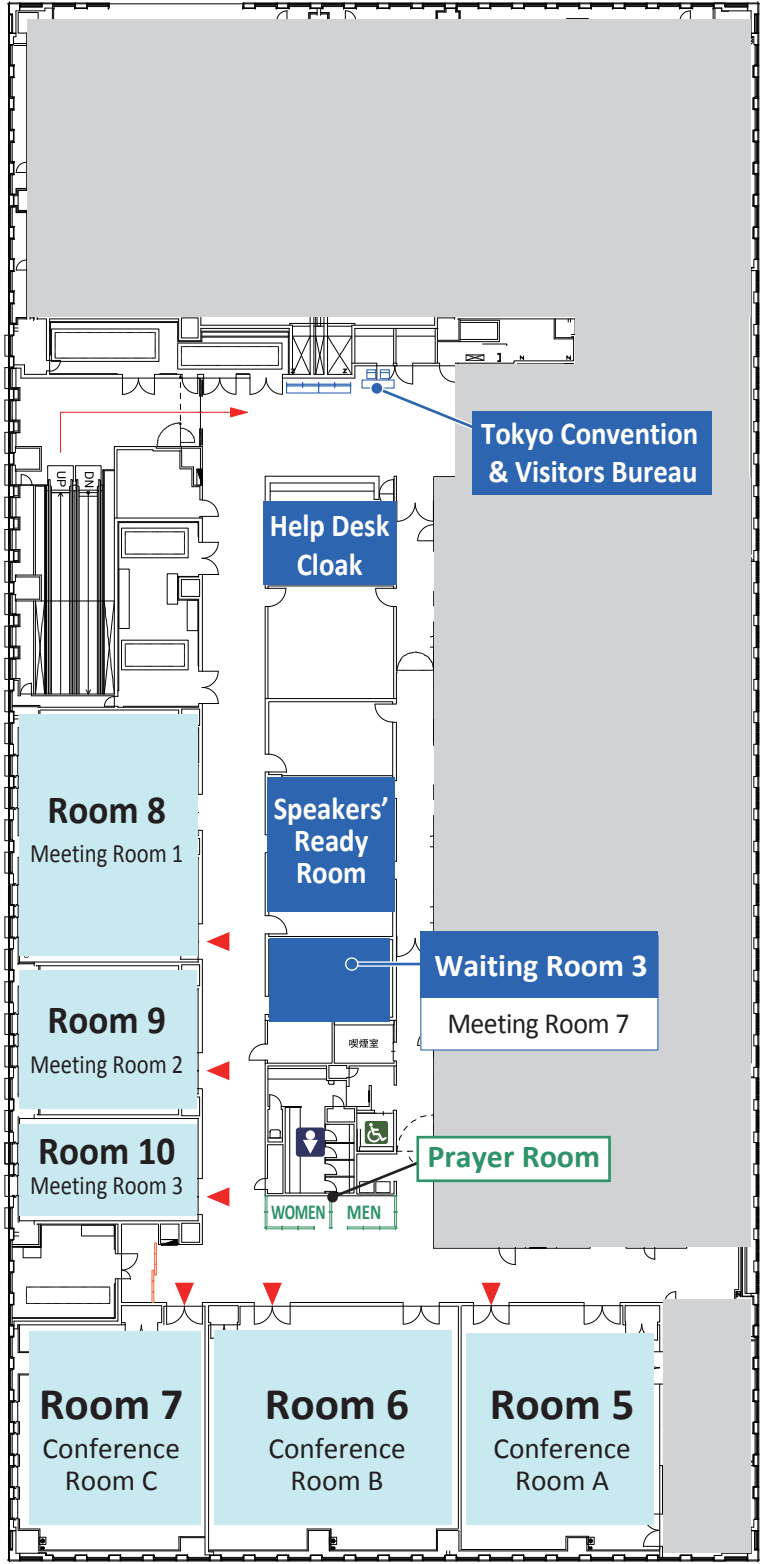 Tokyo Convention
& Visitors Bureau
UP
DN
Help Desk
Cloak
Room 8
Meeting Room 1
Speakers’
Ready
Room
Waiting Room 3
Meeting Room 7
Room 9
Meeting Room 2
喫煙室
Room 10
Meeting Room 3
Prayer Room
WOMEN
MEN
Room 7
Conference
Room C
Room 6
Conference
Room B
Room 5
Conference
Room A